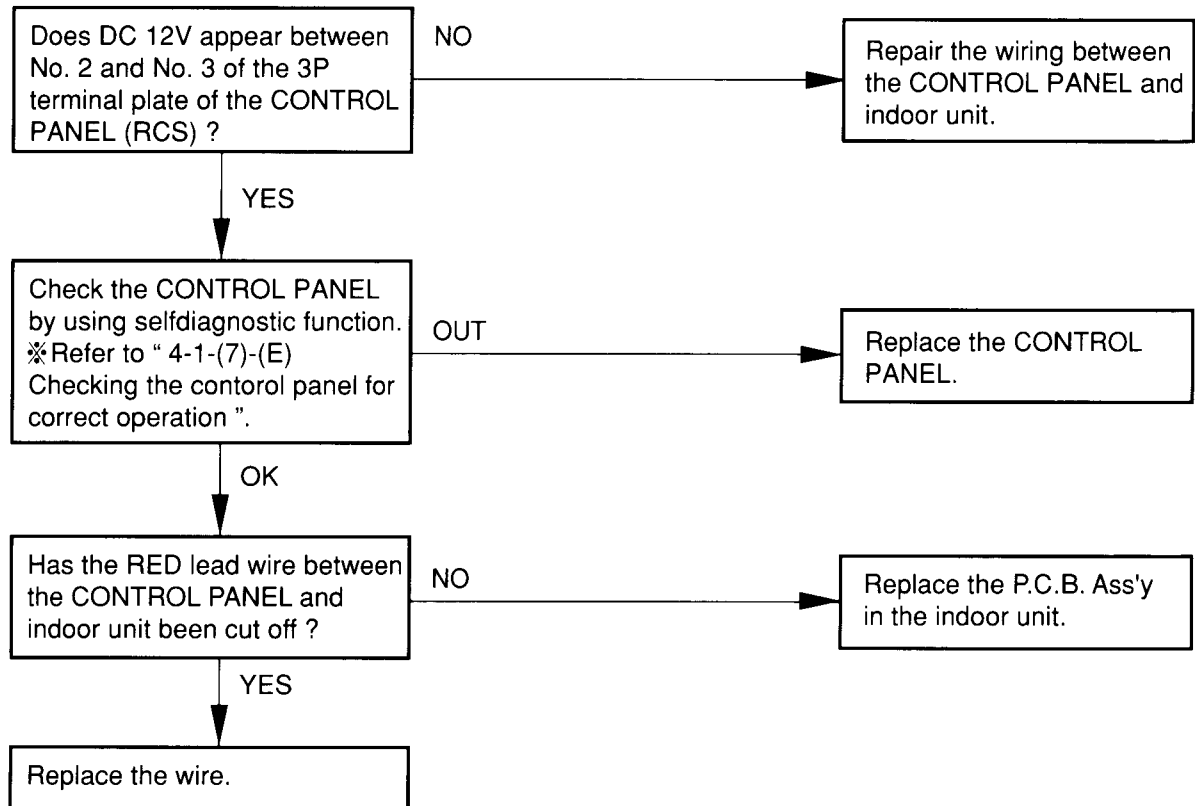 Does DC 12V appear between
No. 2 and No. 3 of the 3P
terminal plate of the CONTROL
PANEL (RCS) ?
NO
Repair the wiring between
the CONTROL PANEL and
indoor unit.
YES
Check the CONTROL PANEL
by using selfdiagnostic function.
※Refer to “ 4-1-(7)-(E)
Checking the contorol panel for
correct operation ”.
OUT
Replace the CONTROL
PANEL.
OK
Has the RED lead wire between
the CONTROL PANEL and
indoor unit been cut off ?
NO
Replace the P.C.B. Ass'y
in the indoor unit.
YES
Replace the wire.